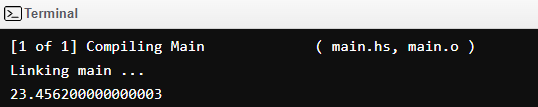 Terminal
[1 of 1] Compiling Main             ( main.hs, main.o )
Linking main ...
23.456200000000003